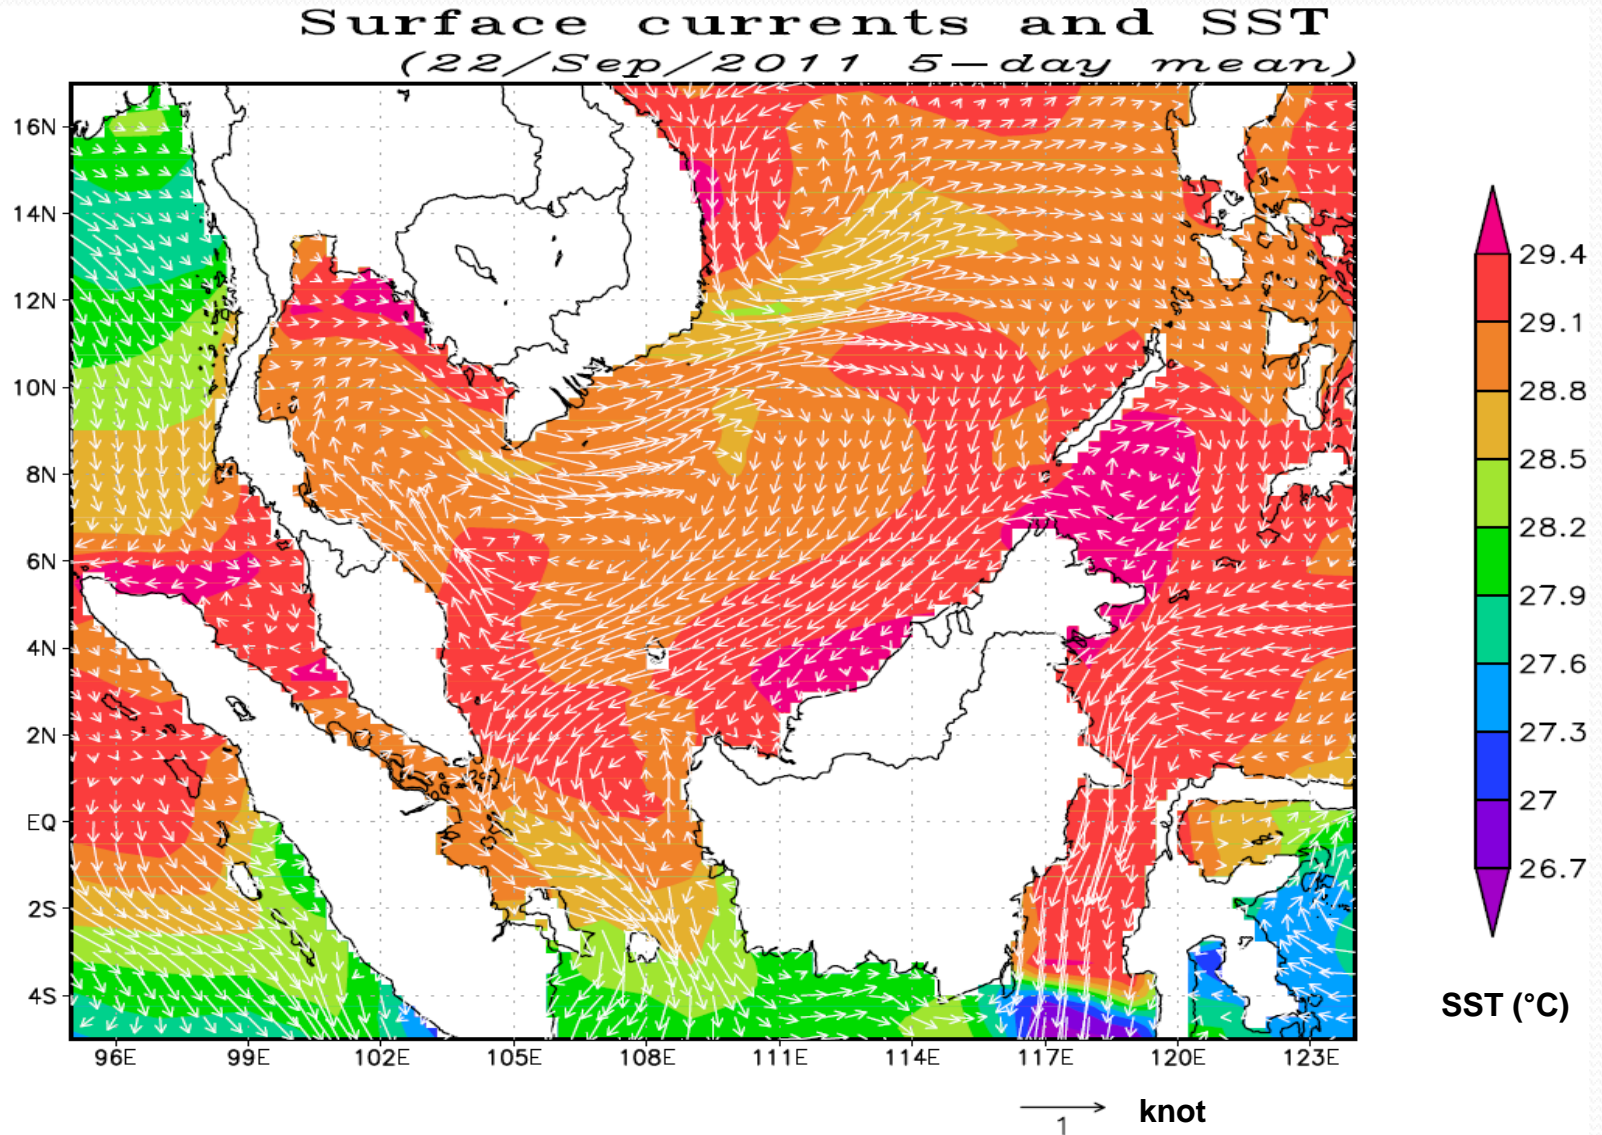 Surface currents and SST
(22/Sep/2011 5-day mean)
16N
14N
12N
10N
8N
6N
4N
2N
EQ
2S
4S
96E 99E 102E 105E 108E 111E 114E 117E 120E 123E
29.4
29.1
28.8
28.5
28.2
27.9
27.6
27.3
27
26.7
SST (°C)
1 knot